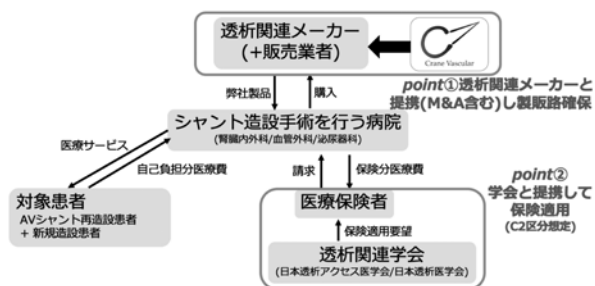 透析関連メーカー
(+販売業者)
Crane Vascular
point①透析関連メーカーと
提携(M&A含む)し製販路確保
弊社製品
購入
シャント造設手術を行う病院
(腎臓内外科/血管外科/泌尿器科)
医療サービス
自己負担分医療費
請求
保険分医療費
point②
学会と提携して
保険適用
(C2区分想定)
対象患者
AVシャント再造設患者
+ 新規造設患者
医療保険者
保険適用要望
透析関連学会
(日本透析アクセス医学会/日本透析医学会)